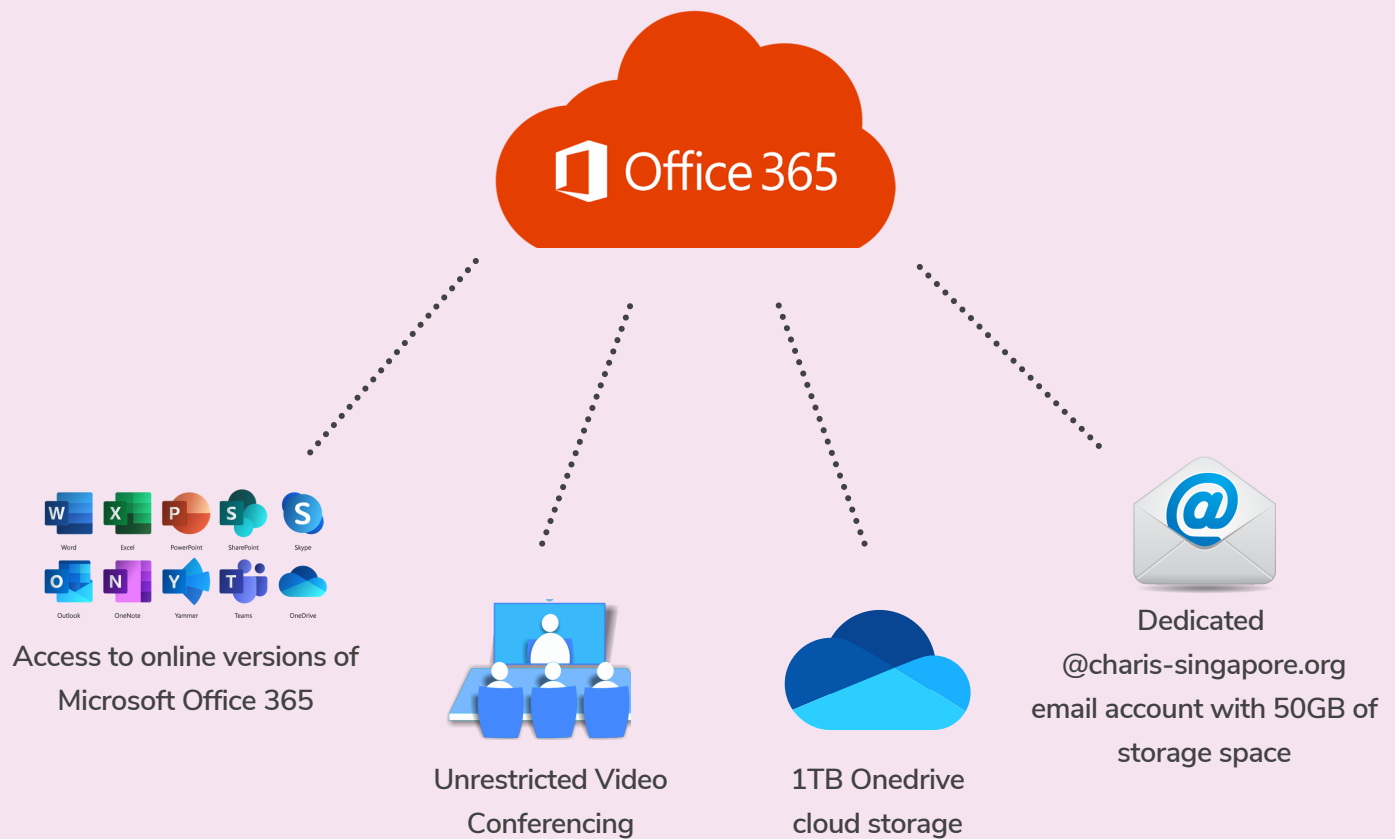 Office 365
W X P S S
Word Excel PowerPoint SharePoint Skype
O N Y T
Outlook OneNote Yammer Teams OneDrive
Access to online versions of
Microsoft Office 365
Unrestricted Video
Conferencing
1TB Onedrive
cloud storage
@
Dedicated
@charis-singapore.org
email account with 50GB of
storage space